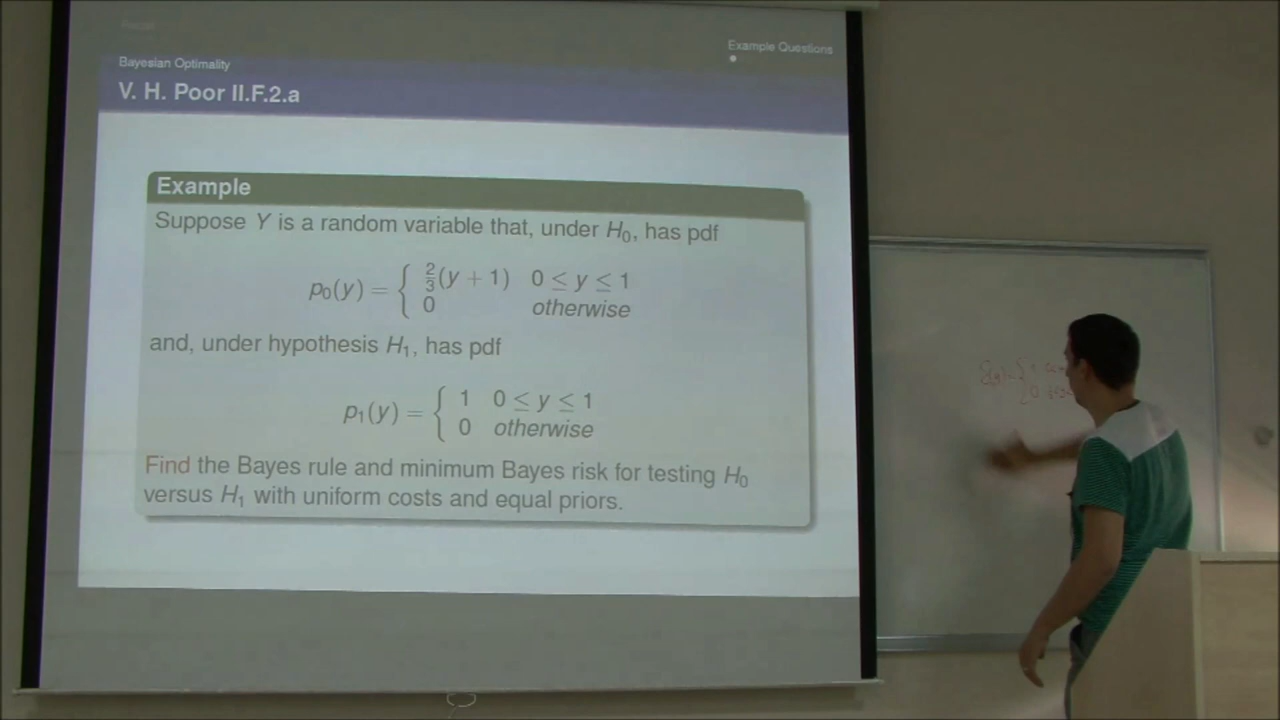 Example Questions
Bayesian Optimality
V. H. Poor II.F.2.a
Example
Suppose Y is a random variable that, under H₀, has pdf
p₀(y) = { 2/3(y + 1) 0 ≤ y ≤ 1
0 otherwise
and, under hypothesis H₁, has pdf
p₁(y) = { 1 0 ≤ y ≤ 1
0 otherwise
Find the Bayes rule and minimum Bayes risk for testing H₀
versus H₁ with uniform costs and equal priors.